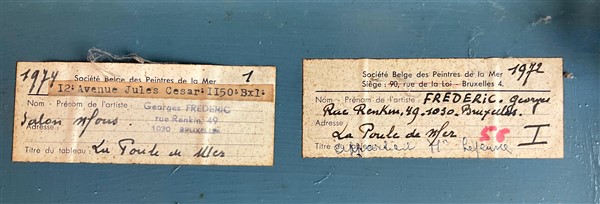 1974 Société Belge des Peintres de la Mer 1
12: Avenue Jules Cesar: 1150: Bxl:
Nom - Prénom de l'artiste : Georges FREDERIC
Salon Mons rue Renkin, 49
Adresse : 1030 BRUXELLES
Titre du tableau : La Poule de Mer
Société Belge des Peintres de la Mer 1972
Siège : 90, rue de la Loi - Bruxelles 4.
Nom - Prénom de l'artiste : FREDERIC. Georges
Rue Renkin, 49 - 1030 - Bruxelles.
Adresse :
La Poule de Mer I
Titre du tableau :